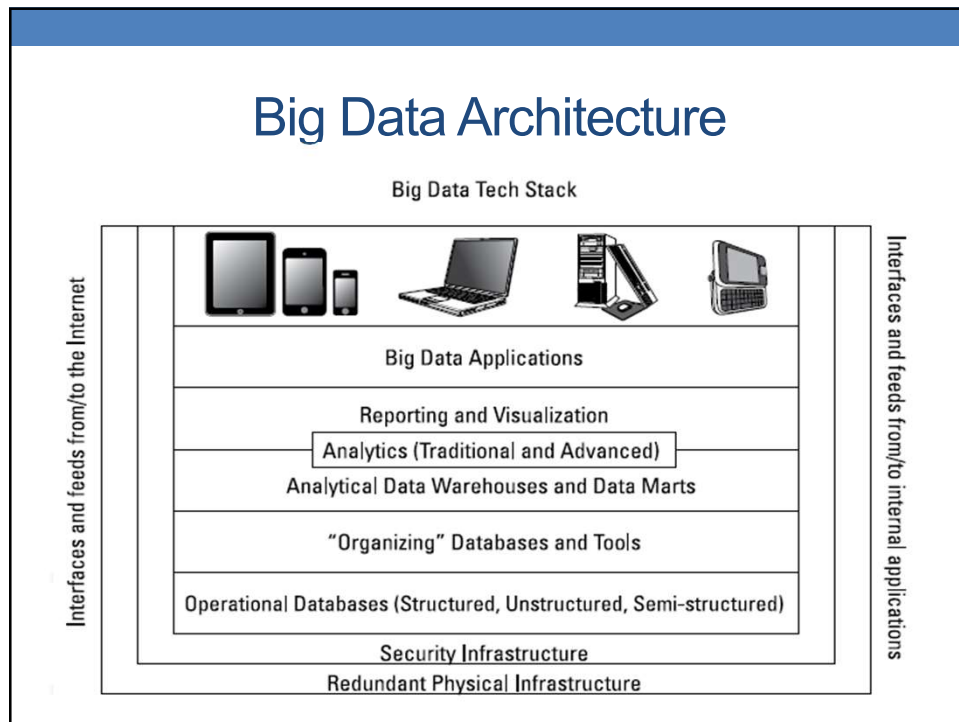 Big Data Architecture
Big Data Tech Stack
Interfaces and feeds from/to the Internet
Big Data Applications
Reporting and Visualization
Analytics (Traditional and Advanced)
Analytical Data Warehouses and Data Marts
“Organizing” Databases and Tools
Operational Databases (Structured, Unstructured, Semi-structured)
Security Infrastructure
Redundant Physical Infrastructure
Interfaces and feeds from/to internal applications